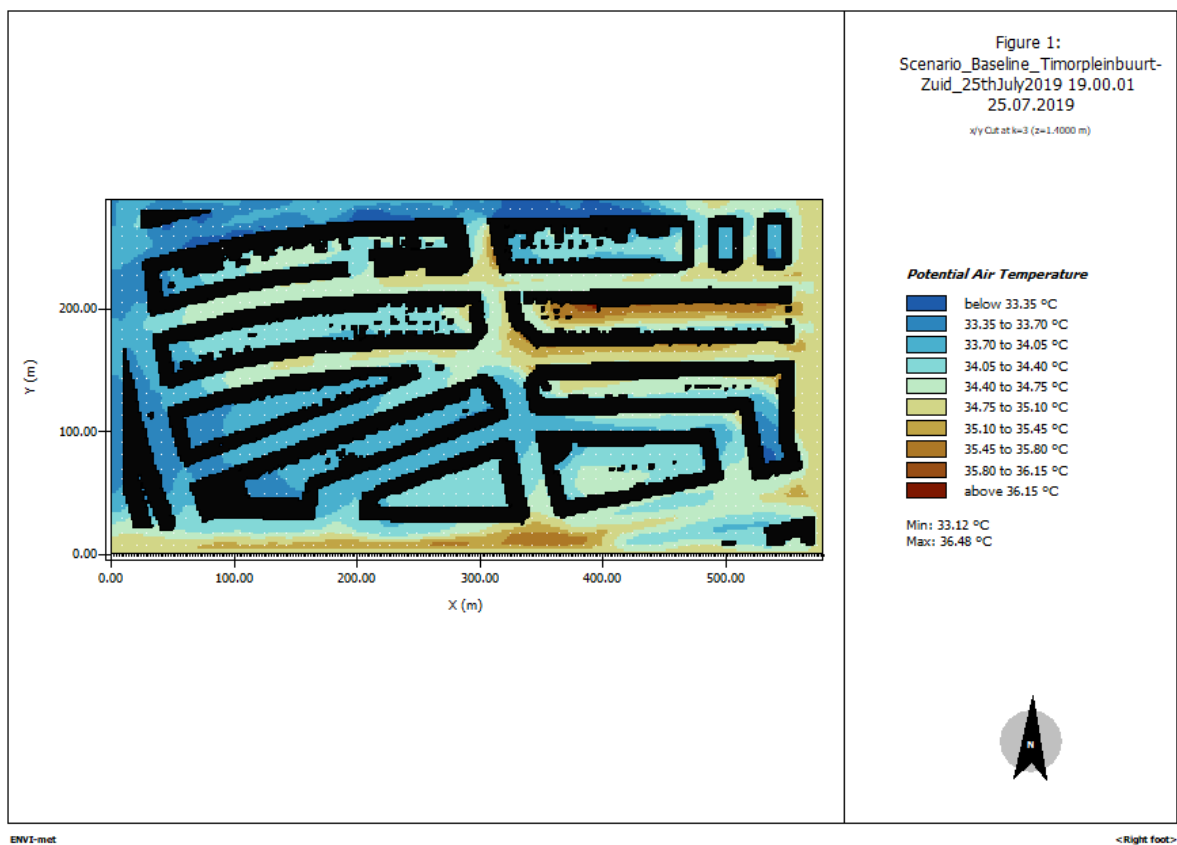 Figure 1:
Scenario_Baseline_Timorpleinbuurt-
Zuid_25thJuly2019 19.00.01
25.07.2019
x/y Cut at k=3 (z=1.4000 m)
Y (m)
200.00
100.00
0.00
0.00 100.00 200.00 300.00 400.00 500.00
X (m)
Potential Air Temperature
below 33.35 °C
33.35 to 33.70 °C
33.70 to 34.05 °C
34.05 to 34.40 °C
34.40 to 34.75 °C
34.75 to 35.10 °C
35.10 to 35.45 °C
35.45 to 35.80 °C
35.80 to 36.15 °C
above 36.15 °C
Min: 33.12 °C
Max: 36.48 °C
N
ENVI-met
<Right foot>